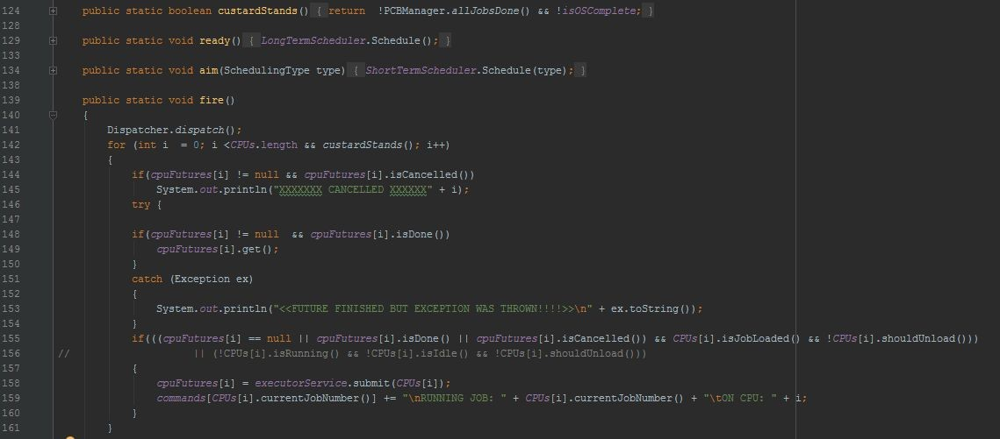 124 public static boolean custardStands() { return !PCBManager.allJobsDone() && !isOSComplete; }
128
129 public static void ready() { LongTermScheduler.Schedule(); }
133
134 public static void aim(SchedulingType type) { ShortTermScheduler.Schedule(type); }
138
139 public static void fire()
140 {
141 Dispatcher.dispatch();
142 for (int i = 0; i <CPUs.length && custardStands(); i++)
143 {
144 if(cpuFutures[i] != null && cpuFutures[i].isCancelled())
145 System.out.println("XXXXXXX CANCELLED XXXXXX" + i);
146 try {
147
148 if(cpuFutures[i] != null && cpuFutures[i].isDone())
149 cpuFutures[i].get();
150 }
151 catch (Exception ex)
152 {
153 System.out.println("<<FUTURE FINISHED BUT EXCEPTION WAS THROWN!!!!>>\n" + ex.toString());
154 }
155 if(((cpuFutures[i] == null || cpuFutures[i].isDone() || cpuFutures[i].isCancelled()) && CPUs[i].isJobLoaded() && !CPUs[i].shouldUnload()))
156 // || (!CPUs[i].isRunning() && !CPUs[i].isIdle() && !CPUs[i].shouldUnload()))
157 {
158 cpuFutures[i] = executorService.submit(CPUs[i]);
159 commands[CPUs[i].currentJobNumber()] += "\nRUNNING JOB: " + CPUs[i].currentJobNumber() + "\tON CPU: " + i;
160 }
161 }